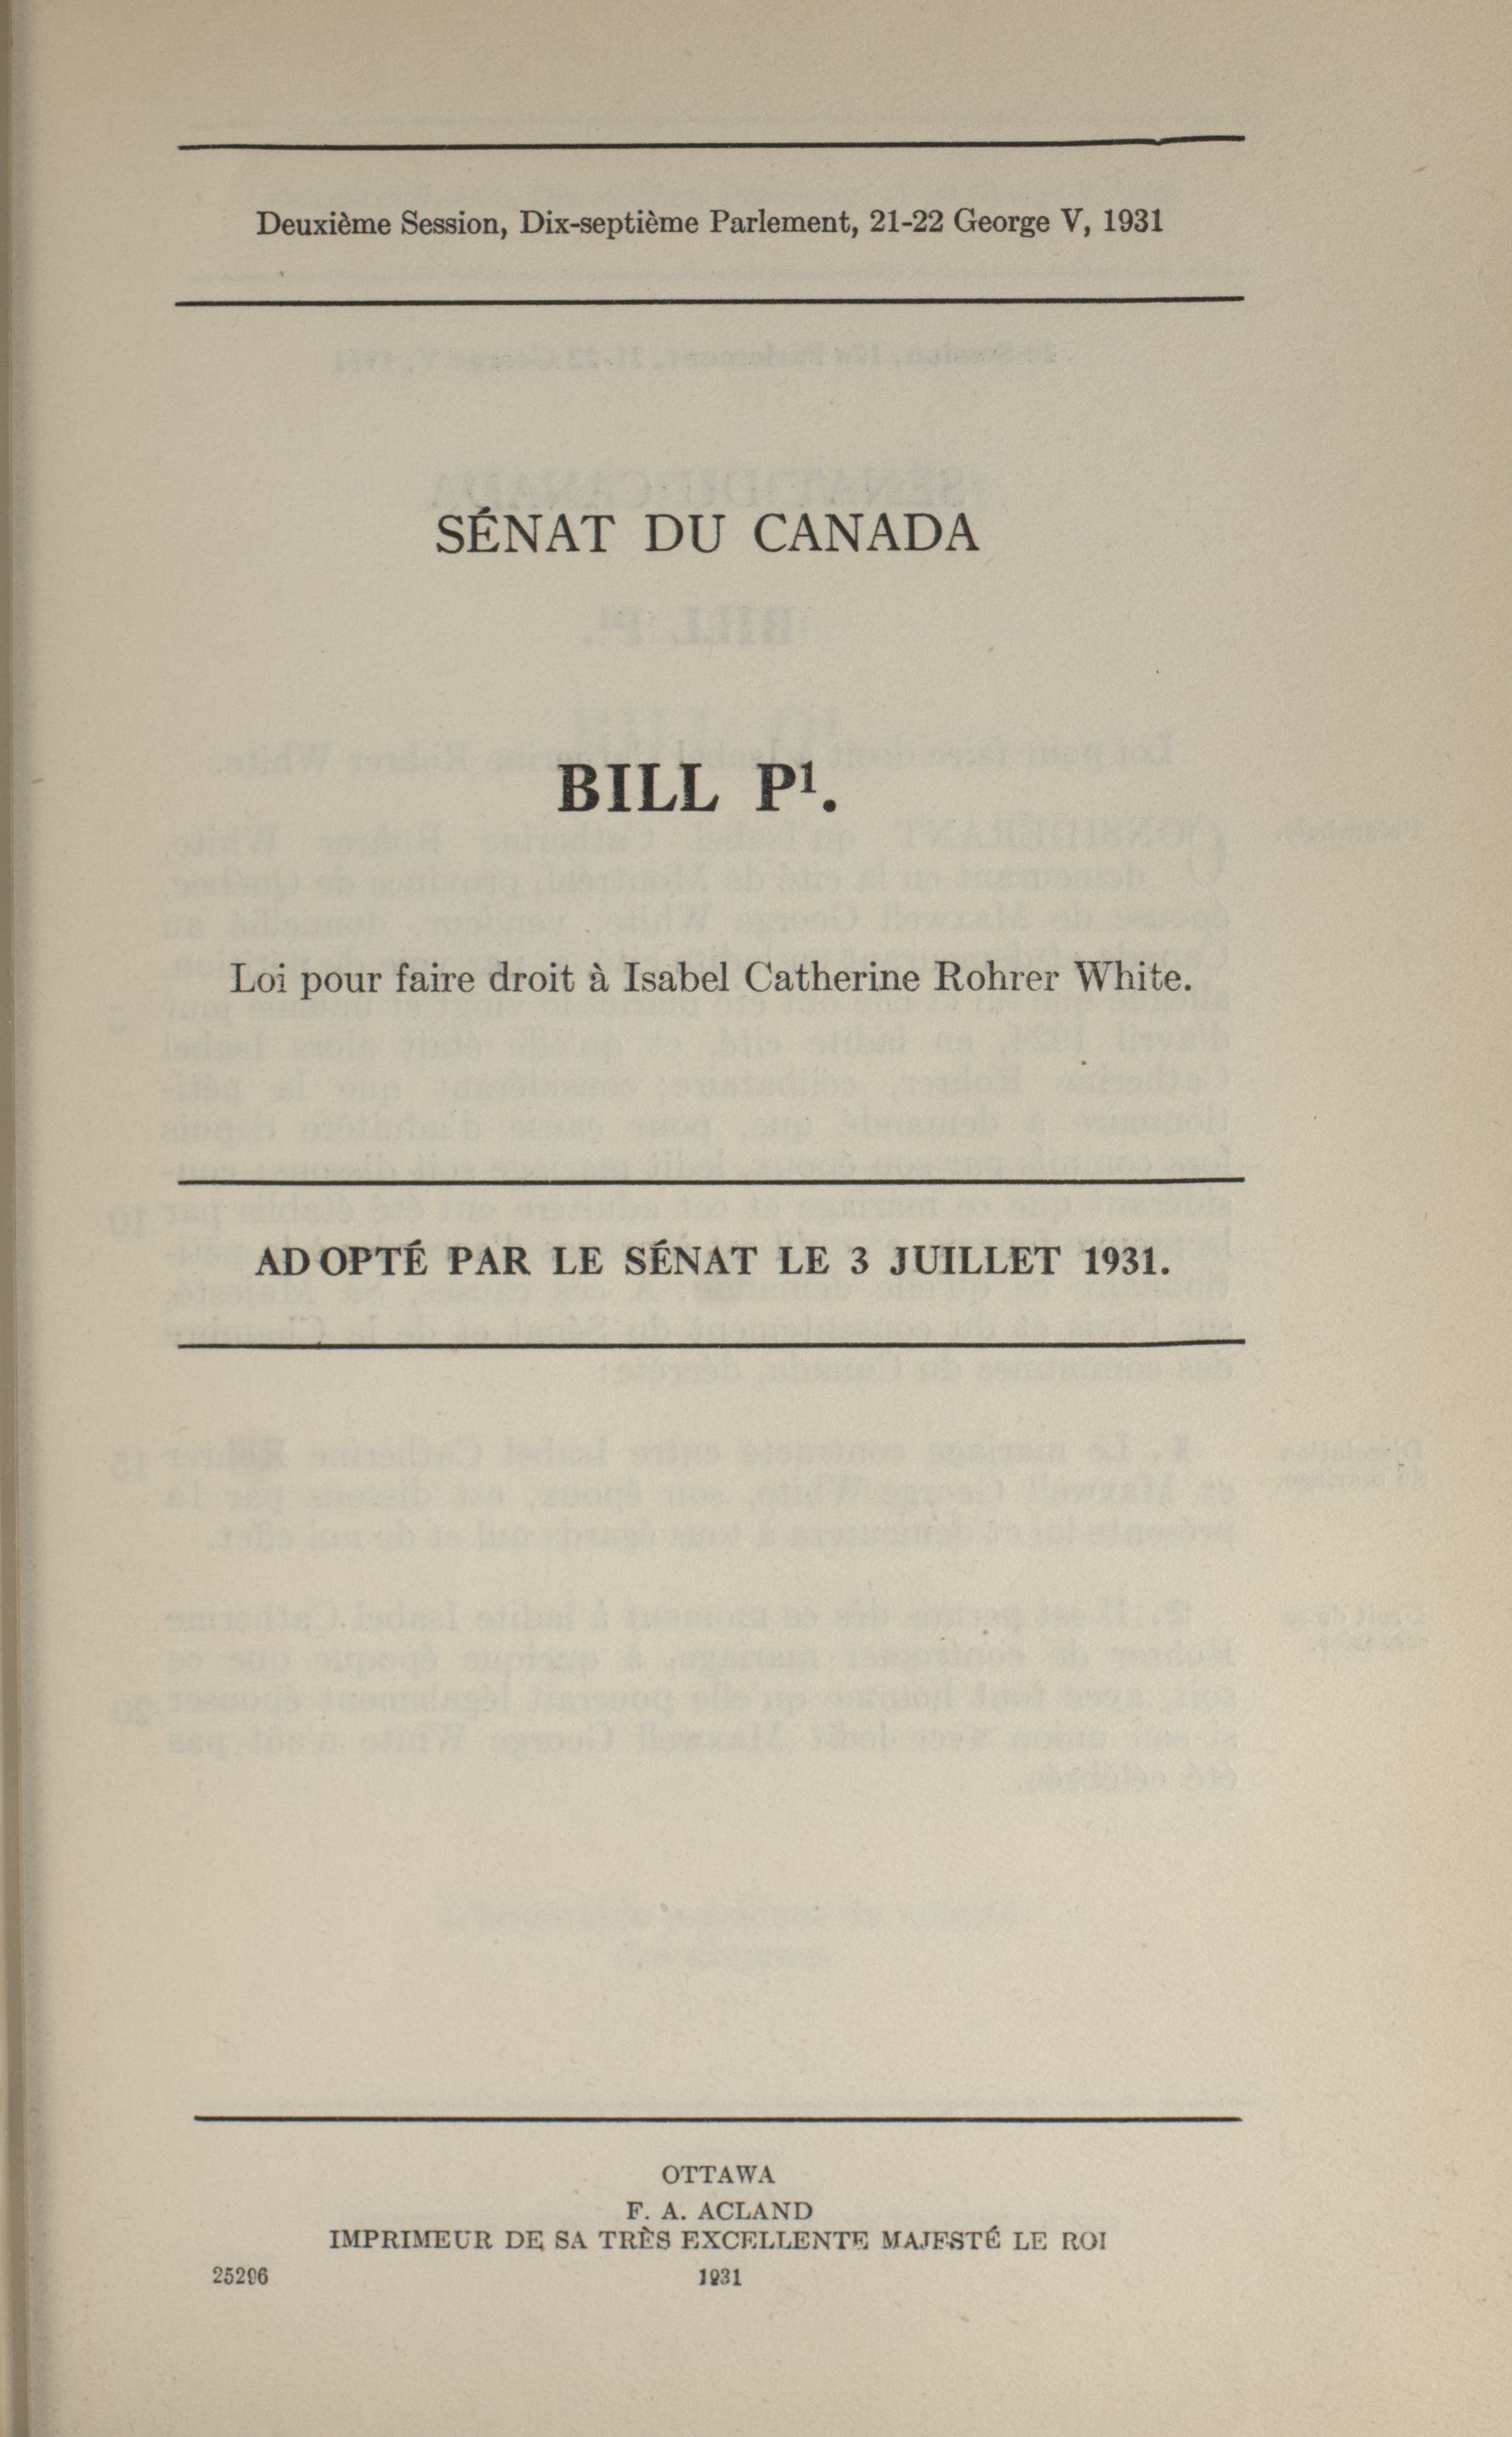 Deuxième Session, Dix-septième Parlement, 21-22 George V, 1931
SÉNAT DU CANADA
BILL P¹.
Loi pour faire droit à Isabel Catherine Rohrer White.
ADOPTÉ PAR LE SÉNAT LE 3 JUILLET 1931.
OTTAWA
F. A. ACLAND
IMPRIMEUR DE SA TRÈS EXCELLENTE MAJESTÉ LE ROI
25206 1931